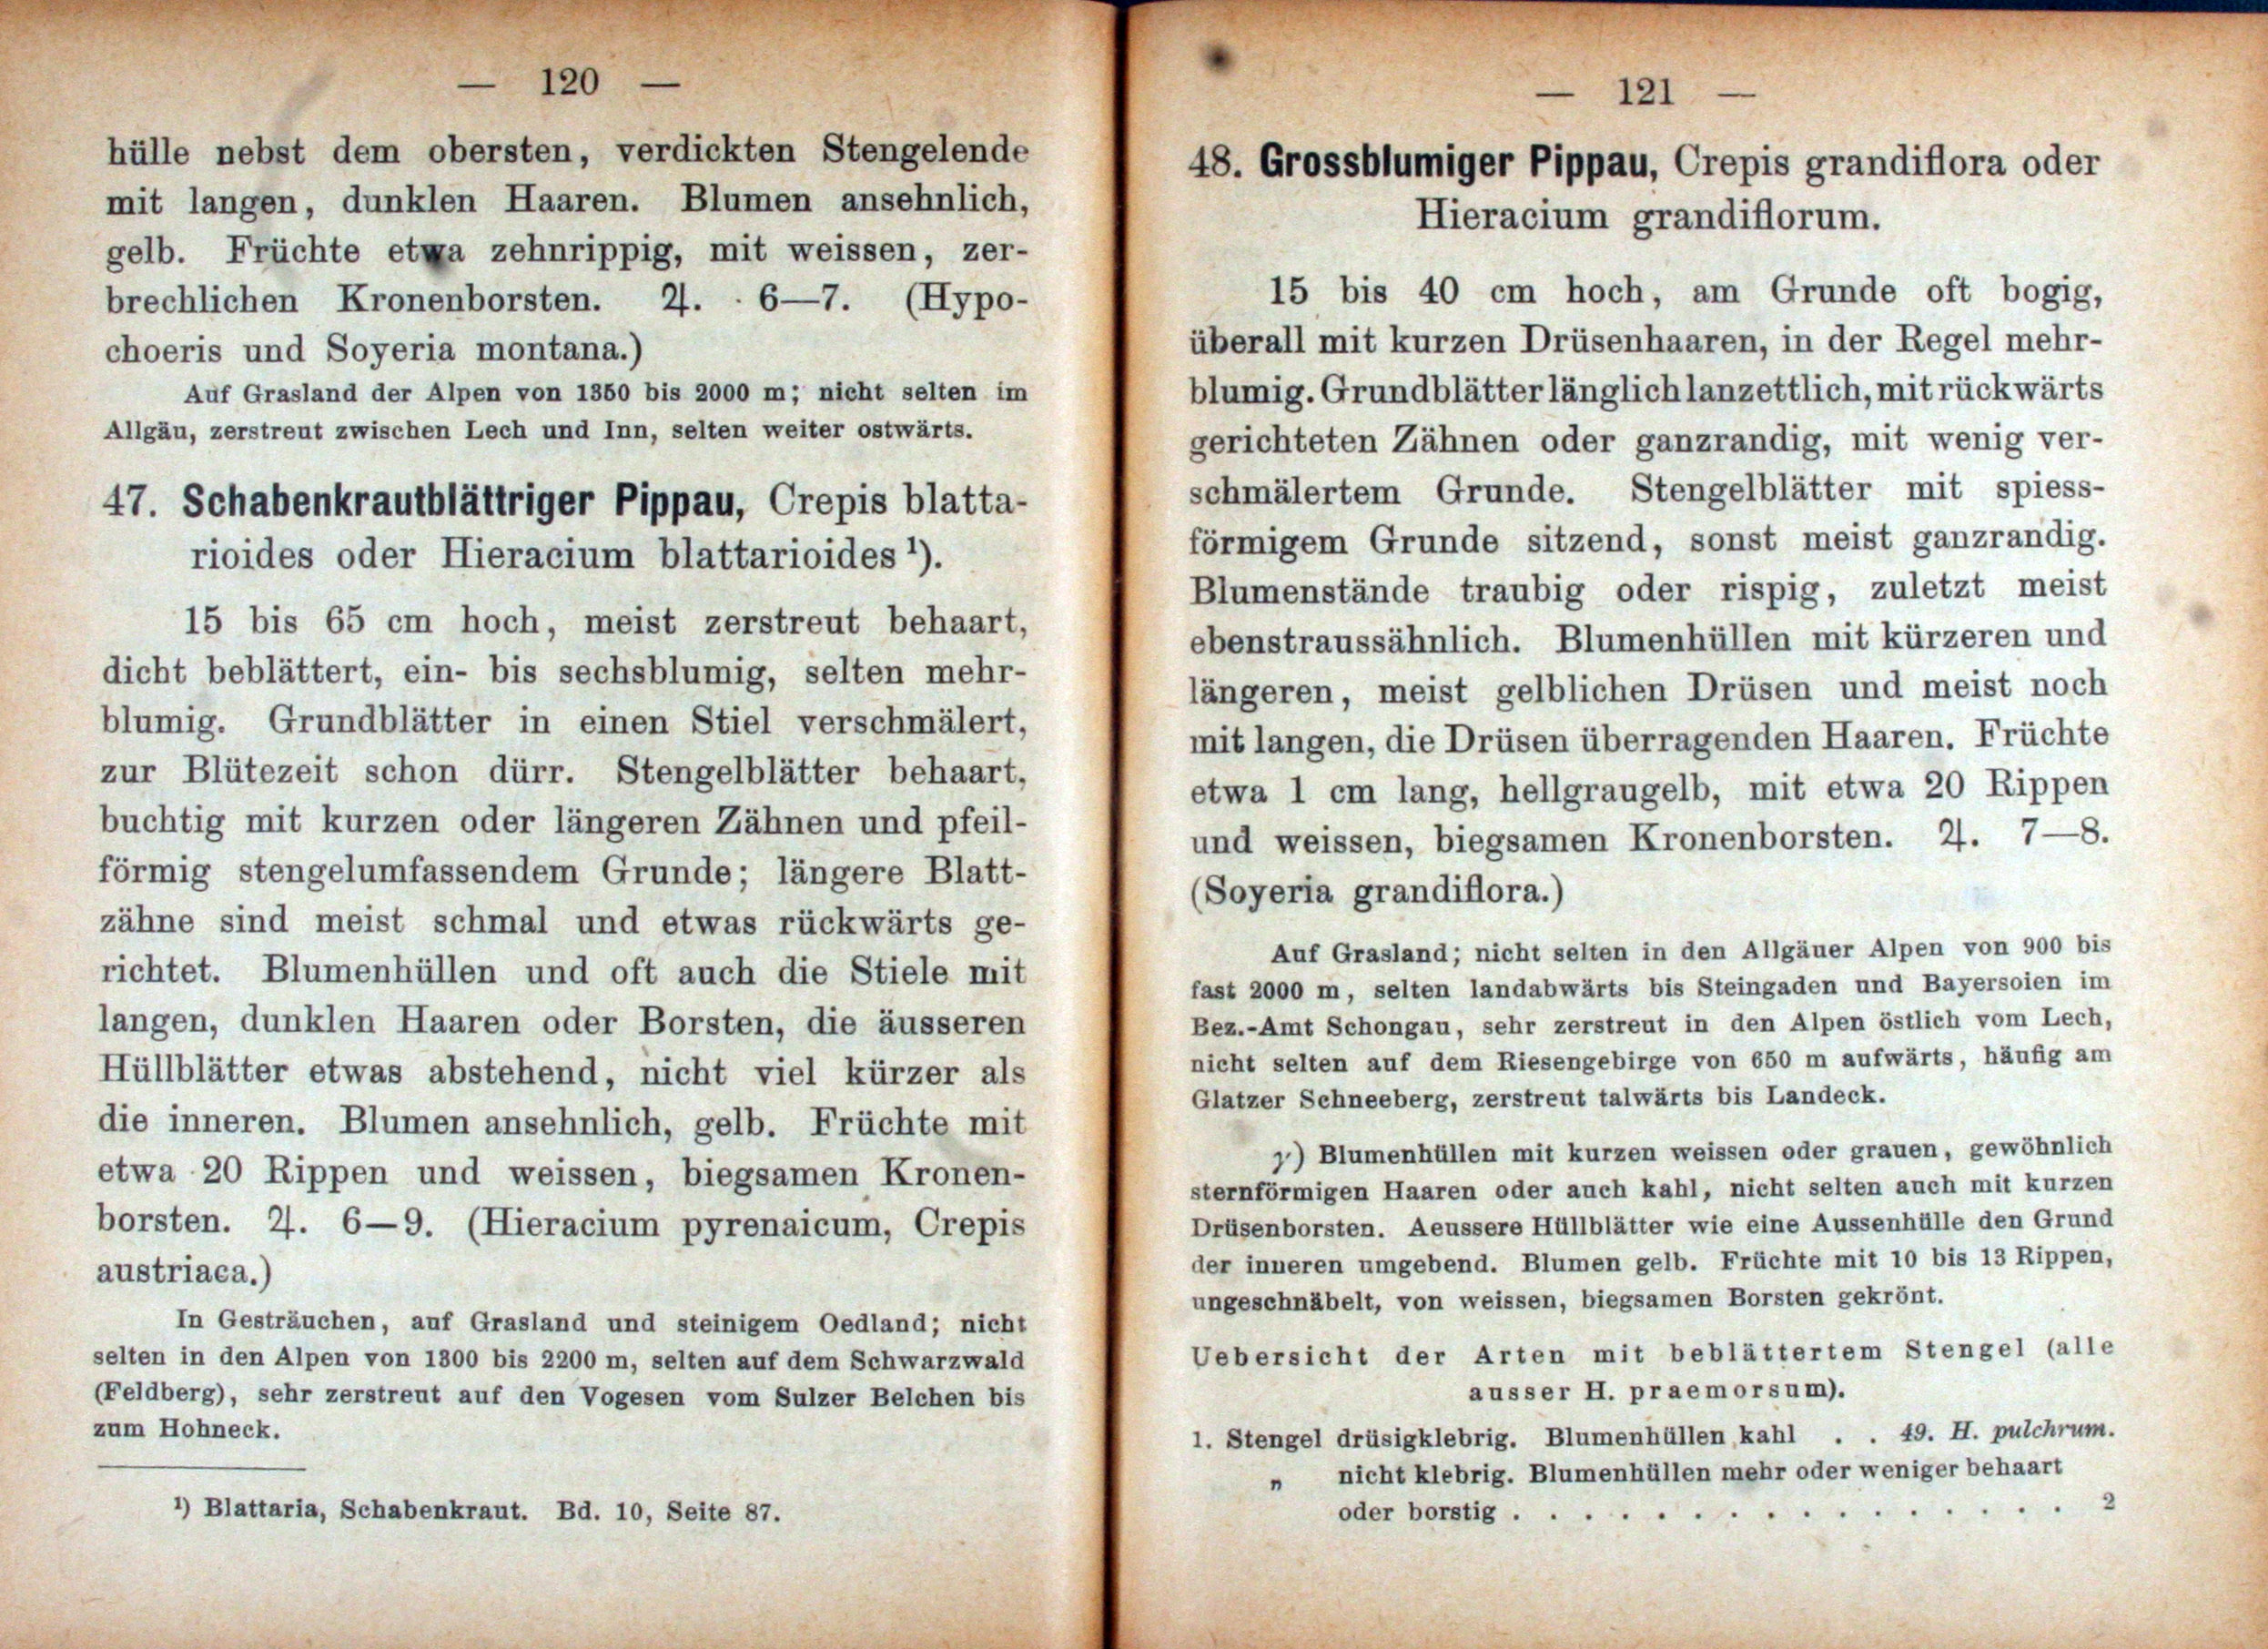 — 120 —
hülle nebst dem obersten, verdickten Stengelende
mit langen, dunklen Haaren. Blumen ansehnlich,
gelb. Früchte etwa zehnrippig, mit weissen, zer-
brechlichen Kronenborsten. ♃. 6—7. (Hypo-
choeris und Soyeria montana.)
Auf Grasland der Alpen von 1350 bis 2000 m; nicht selten im
Allgäu, zerstreut zwischen Lech und Inn, selten weiter ostwärts.
47. Schabenkrautblättriger Pippau, Crepis blatta-
rioides oder Hieracium blattarioides ¹).
15 bis 65 cm hoch, meist zerstreut behaart,
dicht beblättert, ein- bis sechsblumig, selten mehr-
blumig. Grundblätter in einen Stiel verschmälert,
zur Blütezeit schon dürr. Stengelblätter behaart,
buchtig mit kurzen oder längeren Zähnen und pfeil-
förmig stengelumfassendem Grunde; längere Blatt-
zähne sind meist schmal und etwas rückwärts ge-
richtet. Blumenhüllen und oft auch die Stiele mit
langen, dunklen Haaren oder Borsten, die äusseren
Hüllblätter etwas abstehend, nicht viel kürzer als
die inneren. Blumen ansehnlich, gelb. Früchte mit
etwa 20 Rippen und weissen, biegsamen Kronen-
borsten. ♃. 6—9. (Hieracium pyrenaicum, Crepis
austriaca.)
In Gesträuchen, auf Grasland und steinigem Oedland; nicht
selten in den Alpen von 1300 bis 2200 m, selten auf dem Schwarzwald
(Feldberg), sehr zerstreut auf den Vogesen vom Sulzer Belchen bis
zum Hohneck.
¹) Blattaria, Schabenkraut. Bd. 10, Seite 87.
— 121 —
48. Grossblumiger Pippau, Crepis grandiflora oder
Hieracium grandiflorum.
15 bis 40 cm hoch, am Grunde oft bogig,
überall mit kurzen Drüsenhaaren, in der Regel mehr-
blumig. Grundblätter länglichlanzettlich, mit rückwärts
gerichteten Zähnen oder ganzrandig, mit wenig ver-
schmälertem Grunde. Stengelblätter mit spiess-
förmigem Grunde sitzend, sonst meist ganzrandig.
Blumenstände traubig oder rispig, zuletzt meist
ebenstraussähnlich. Blumenhüllen mit kürzeren und
längeren, meist gelblichen Drüsen und meist noch
mit langen, die Drüsen überragenden Haaren. Früchte
etwa 1 cm lang, hellgraugelb, mit etwa 20 Rippen
und weissen, biegsamen Kronenborsten. ♃. 7—8.
(Soyeria grandiflora.)
Auf Grasland; nicht selten in den Allgäuer Alpen von 900 bis
fast 2000 m, selten landabwärts bis Steingaden und Bayersoien im
Bez.-Amt Schongau, sehr zerstreut in den Alpen östlich vom Lech,
nicht selten auf dem Riesengebirge von 650 m aufwärts, häufig am
Glatzer Schneeberg, zerstreut talwärts bis Landeck.
γ) Blumenhüllen mit kurzen weissen oder grauen, gewöhnlich
sternförmigen Haaren oder auch kahl, nicht selten auch mit kurzen
Drüsenborsten. Aeussere Hüllblätter wie eine Aussenhülle den Grund
der inneren umgebend. Blumen gelb. Früchte mit 10 bis 13 Rippen,
ungeschnäbelt, von weissen, biegsamen Borsten gekrönt.
Uebersicht der Arten mit beblättertem Stengel (alle
ausser H. praemorsum).
1. Stengel drüsigklebrig. Blumenhüllen kahl . . 49. H. pulchrum.
„ nicht klebrig. Blumenhüllen mehr oder weniger behaart
oder borstig . . . . . . . . . . . . . . . . 2